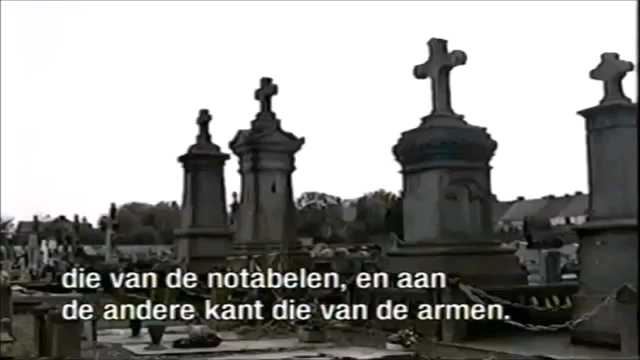 die van de notabelen, en aan
de andere kant die van de armen.